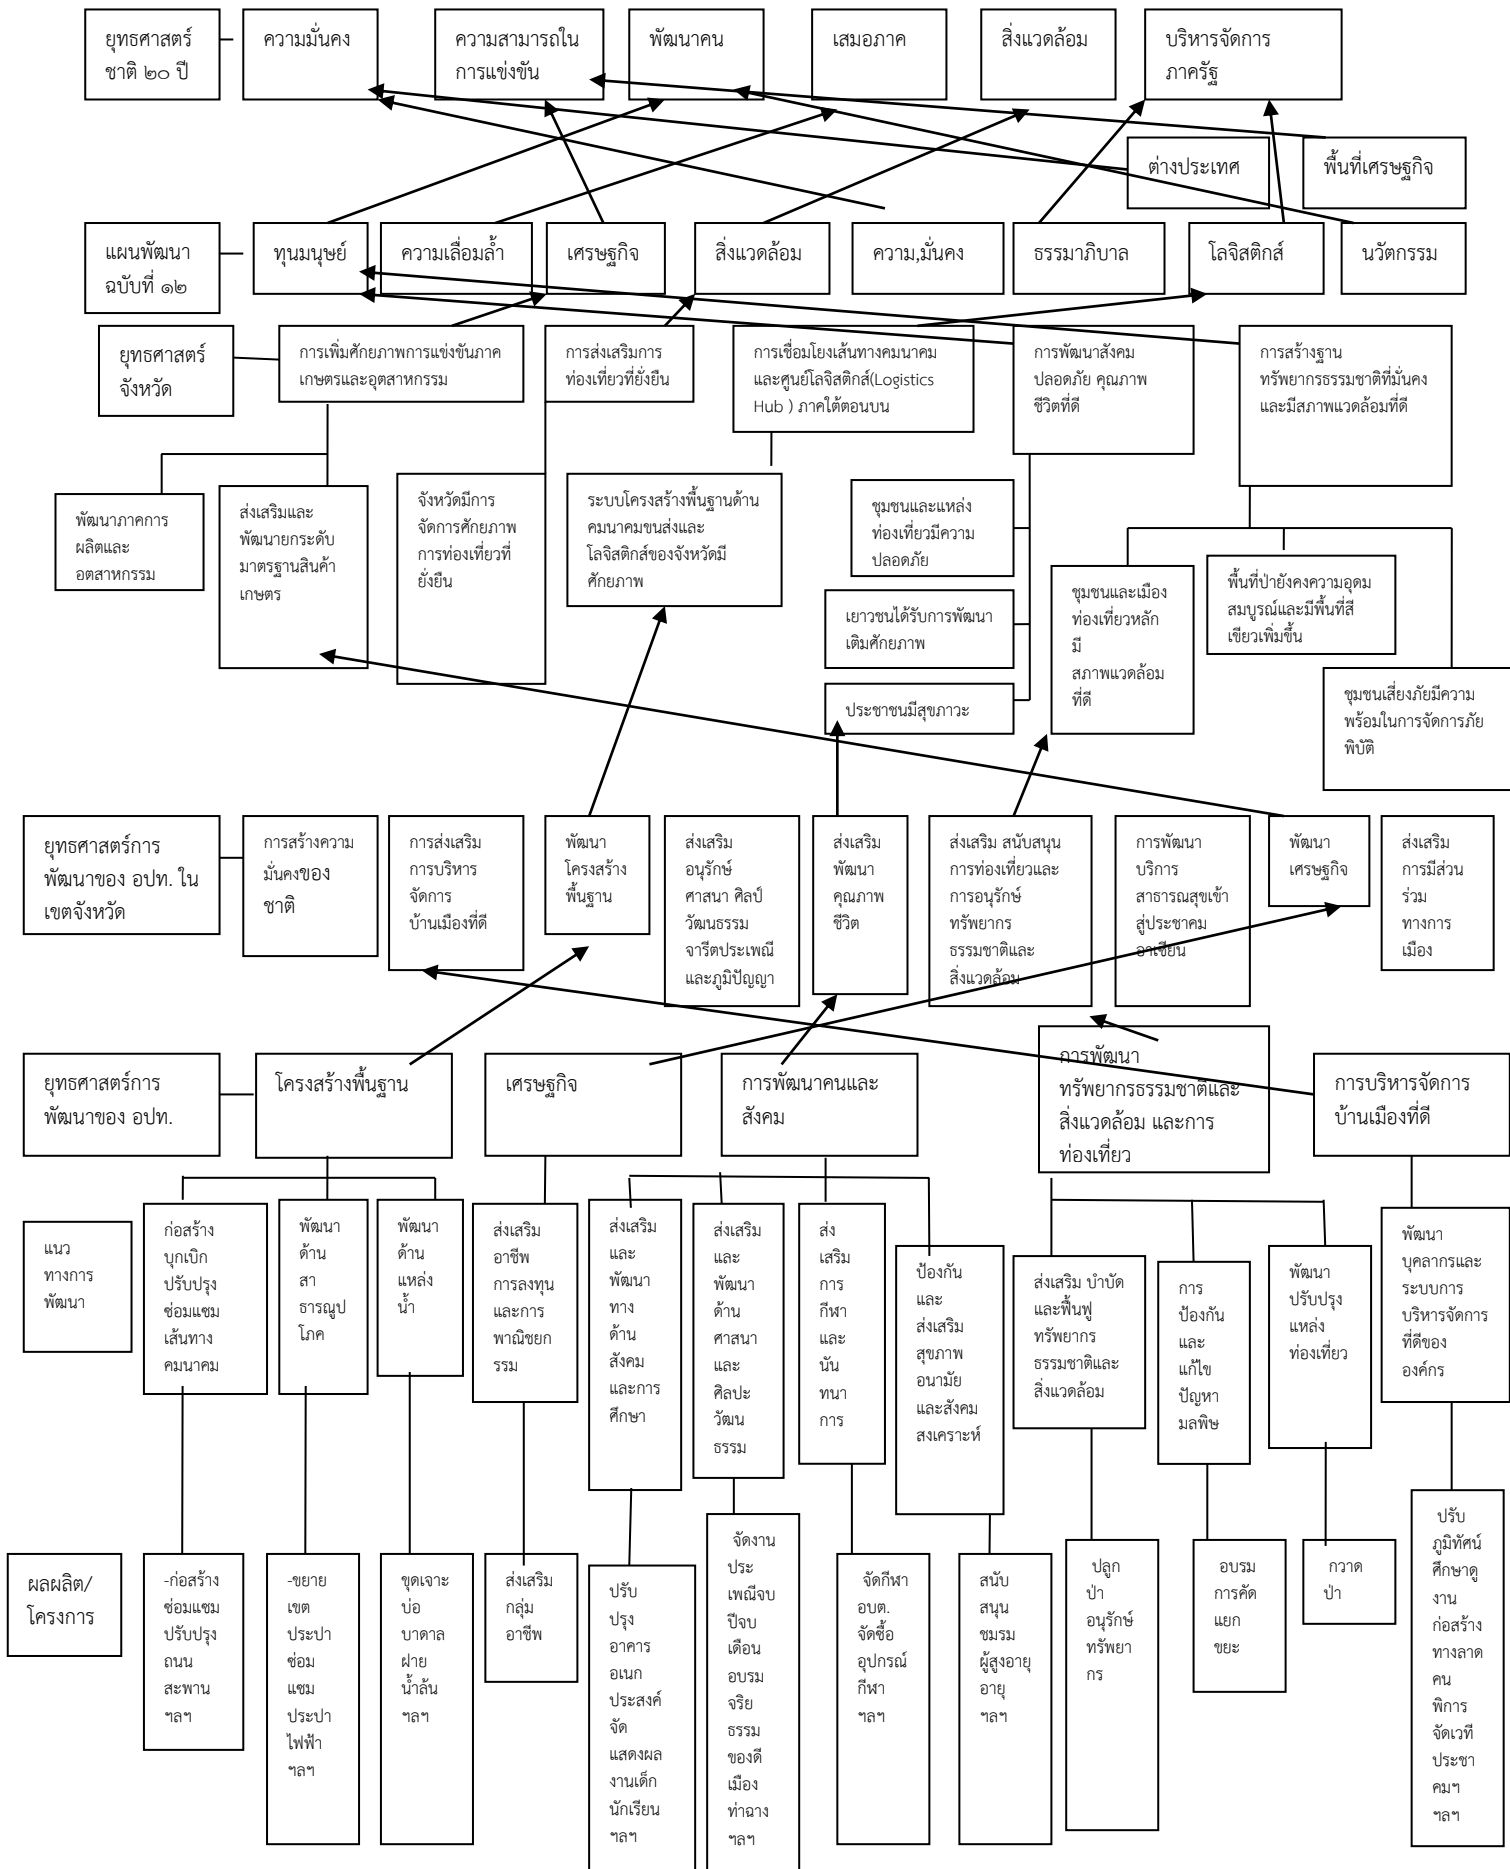 ยุทธศาสตร์
ชาติ ๒๐ ปี
ความมั่นคง
ความสามารถใน
การแข่งขัน
พัฒนาคน
เสมอภาค
สิ่งแวดล้อม
บริหารจัดการ
ภาครัฐ
ต่างประเทศ
พื้นที่เศรษฐกิจ
แผนพัฒนา
ฉบับที่ ๑๒
ทุนมนุษย์
ความเลื่อมล้ำ
เศรษฐกิจ
สิ่งแวดล้อม
ความ,มั่นคง
ธรรมาภิบาล
โลจิสติกส์
นวัตกรรม
ยุทธศาสตร์
จังหวัด
การเพิ่มศักยภาพการแข่งขันภาค
เกษตรและอุตสาหกรรม
การส่งเสริมการ
ท่องเที่ยวที่ยั่งยืน
การเชื่อมโยงเส้นทางคมนาคม
และศูนย์โลจิสติกส์(Logistics
Hub ) ภาคใต้ตอนบน
การพัฒนาสังคม
ปลอดภัย คุณภาพ
ชีวิตที่ดี
การสร้างฐาน
ทรัพยากรธรรมชาติที่มั่นคง
และมีสภาพแวดล้อมที่ดี
พัฒนาภาคการ
ผลิตและ
อตสาหกรรม
ส่งเสริมและ
พัฒนายกระดับ
มาตรฐานสินค้า
เกษตร
จังหวัดมีการ
จัดการศักยภาพ
การท่องเที่ยวที่
ยั่งยืน
ระบบโครงสร้างพื้นฐานด้าน
คมนาคมขนส่งและ
โลจิสติกส์ของจังหวัดมี
ศักยภาพ
ชุมชนและแหล่ง
ท่องเที่ยวมีความ
ปลอดภัย
เยาวชนได้รับการพัฒนา
เติมศักยภาพ
ประชาชนมีสุขภาวะ
ชุมชนและเมือง
ท่องเที่ยวหลัก
มี
สภาพแวดล้อม
ที่ดี
พื้นที่ป่ายังคงความอุดม
สมบูรณ์และมีพื้นที่สี
เขียวเพิ่มขึ้น
ชุมชนเสี่ยงภัยมีความ
พร้อมในการจัดการภัย
พิบัติ
ยุทธศาสตร์การ
พัฒนาของ อปท. ใน
เขตจังหวัด
การสร้างความ
มั่นคงของ
ชาติ
การส่งเสริม
การบริหาร
จัดการ
บ้านเมืองที่ดี
พัฒนา
โครงสร้าง
พื้นฐาน
ส่งเสริม
อนุรักษ์
ศาสนา ศิลป์
วัฒนธรรม
จารีตประเพณี
และภูมิปัญญา
ส่งเสริม
พัฒนา
คุณภาพ
ชีวิต
ส่งเสริม สนับสนุน
การท่องเที่ยวและ
การอนุรักษ์
ทรัพยากร
ธรรมชาติและ
สิ่งแวดล้อม
การพัฒนา
บริการ
สาธารณสุขเข้า
สู่ประชาคม
อาเซียน
พัฒนา
เศรษฐกิจ
ส่งเสริม
การมีส่วน
ร่วม
ทางการ
เมือง
ยุทธศาสตร์การ
พัฒนาของ อปท.
โครงสร้างพื้นฐาน
เศรษฐกิจ
การพัฒนาคนและ
สังคม
การพัฒนา
ทรัพยากรธรรมชาติและ
สิ่งแวดล้อม และการ
ท่องเที่ยว
การบริหารจัดการ
บ้านเมืองที่ดี
แนว
ทางการ
พัฒนา
ก่อสร้าง
บุกเบิก
ปรับปรุง
ซ่อมแซม
เส้นทาง
คมนาคม
พัฒนา
ด้าน
สา
ธารณูป
โภค
พัฒนา
ด้าน
แหล่ง
น้ำ
ส่งเสริม
อาชีพ
การลงทุน
และการ
พาณิชยก
รรม
ส่งเสริม
และ
พัฒนา
ทาง
ด้าน
สังคม
และการ
ศึกษา
ส่งเสริม
และ
พัฒนา
ด้าน
ศาสนา
และ
ศิลปะ
วัฒน
ธรรม
ส่ง
เสริม
การ
กีฬา
และ
นัน
ทนา
การ
ป้องกัน
และ
ส่งเสริม
สุขภาพ
อนามัย
และสังคม
สงเคราะห์
ส่งเสริม บำบัด
และฟื้นฟู
ทรัพยากร
ธรรมชาติและ
สิ่งแวดล้อม
การ
ป้องกัน
และ
แก้ไข
ปัญหา
มลพิษ
พัฒนา
ปรับปรุง
แหล่ง
ท่องเที่ยว
พัฒนา
บุคลากรและ
ระบบการ
บริหารจัดการ
ที่ดีของ
องค์กร
ผลผลิต/
โครงการ
-ก่อสร้าง
ซ่อมแซม
ปรับปรุง
ถนน
สะพาน
ฯลฯ
-ขยาย
เขต
ประปา
ซ่อม
แซม
ประปา
ไฟฟ้า
ฯลฯ
ขุดเจาะ
บ่อ
บาดาล
ฝาย
น้ำล้น
ฯลฯ
ส่งเสริม
กลุ่ม
อาชีพ
ปรับ
ปรุง
อาคาร
อเนก
ประสงค์
จัด
แสดงผล
งานเด็ก
นักเรียน
ฯลฯ
จัดงาน
ประ
เพณีจบ
ปีจบ
เดือน
อบรม
จริย
ธรรม
ของดี
เมือง
ท่าฉาง
ฯลฯ
จัดกีฬา
อบต.
จัดซื้อ
อุปกรณ์
กีฬา
ฯลฯ
สนับ
สนุน
ชมรม
ผู้สูงอายุ
อายุ
ฯลฯ
ปลูก
ป่า
อนุรักษ์
ทรัพยา
กร
อบรม
การคัด
แยก
ขยะ
กวาด
ป่า
ปรับ
ภูมิทัศน์
ศึกษาดู
งาน
ก่อสร้าง
ทางลาด
คน
พิการ
จัดเวที
ประชา
คมฯ
ฯลฯ